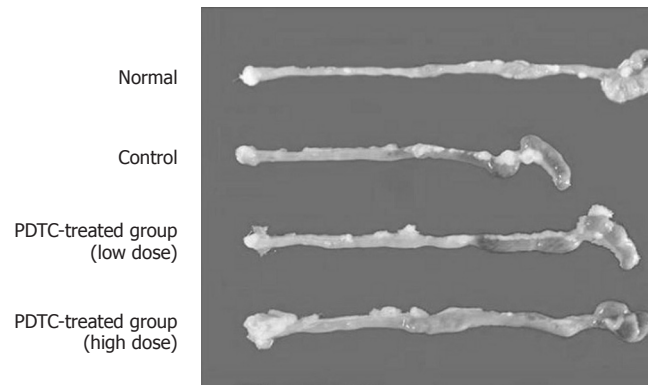 Normal
Control
PDTC-treated group
(low dose)
PDTC-treated group
(high dose)